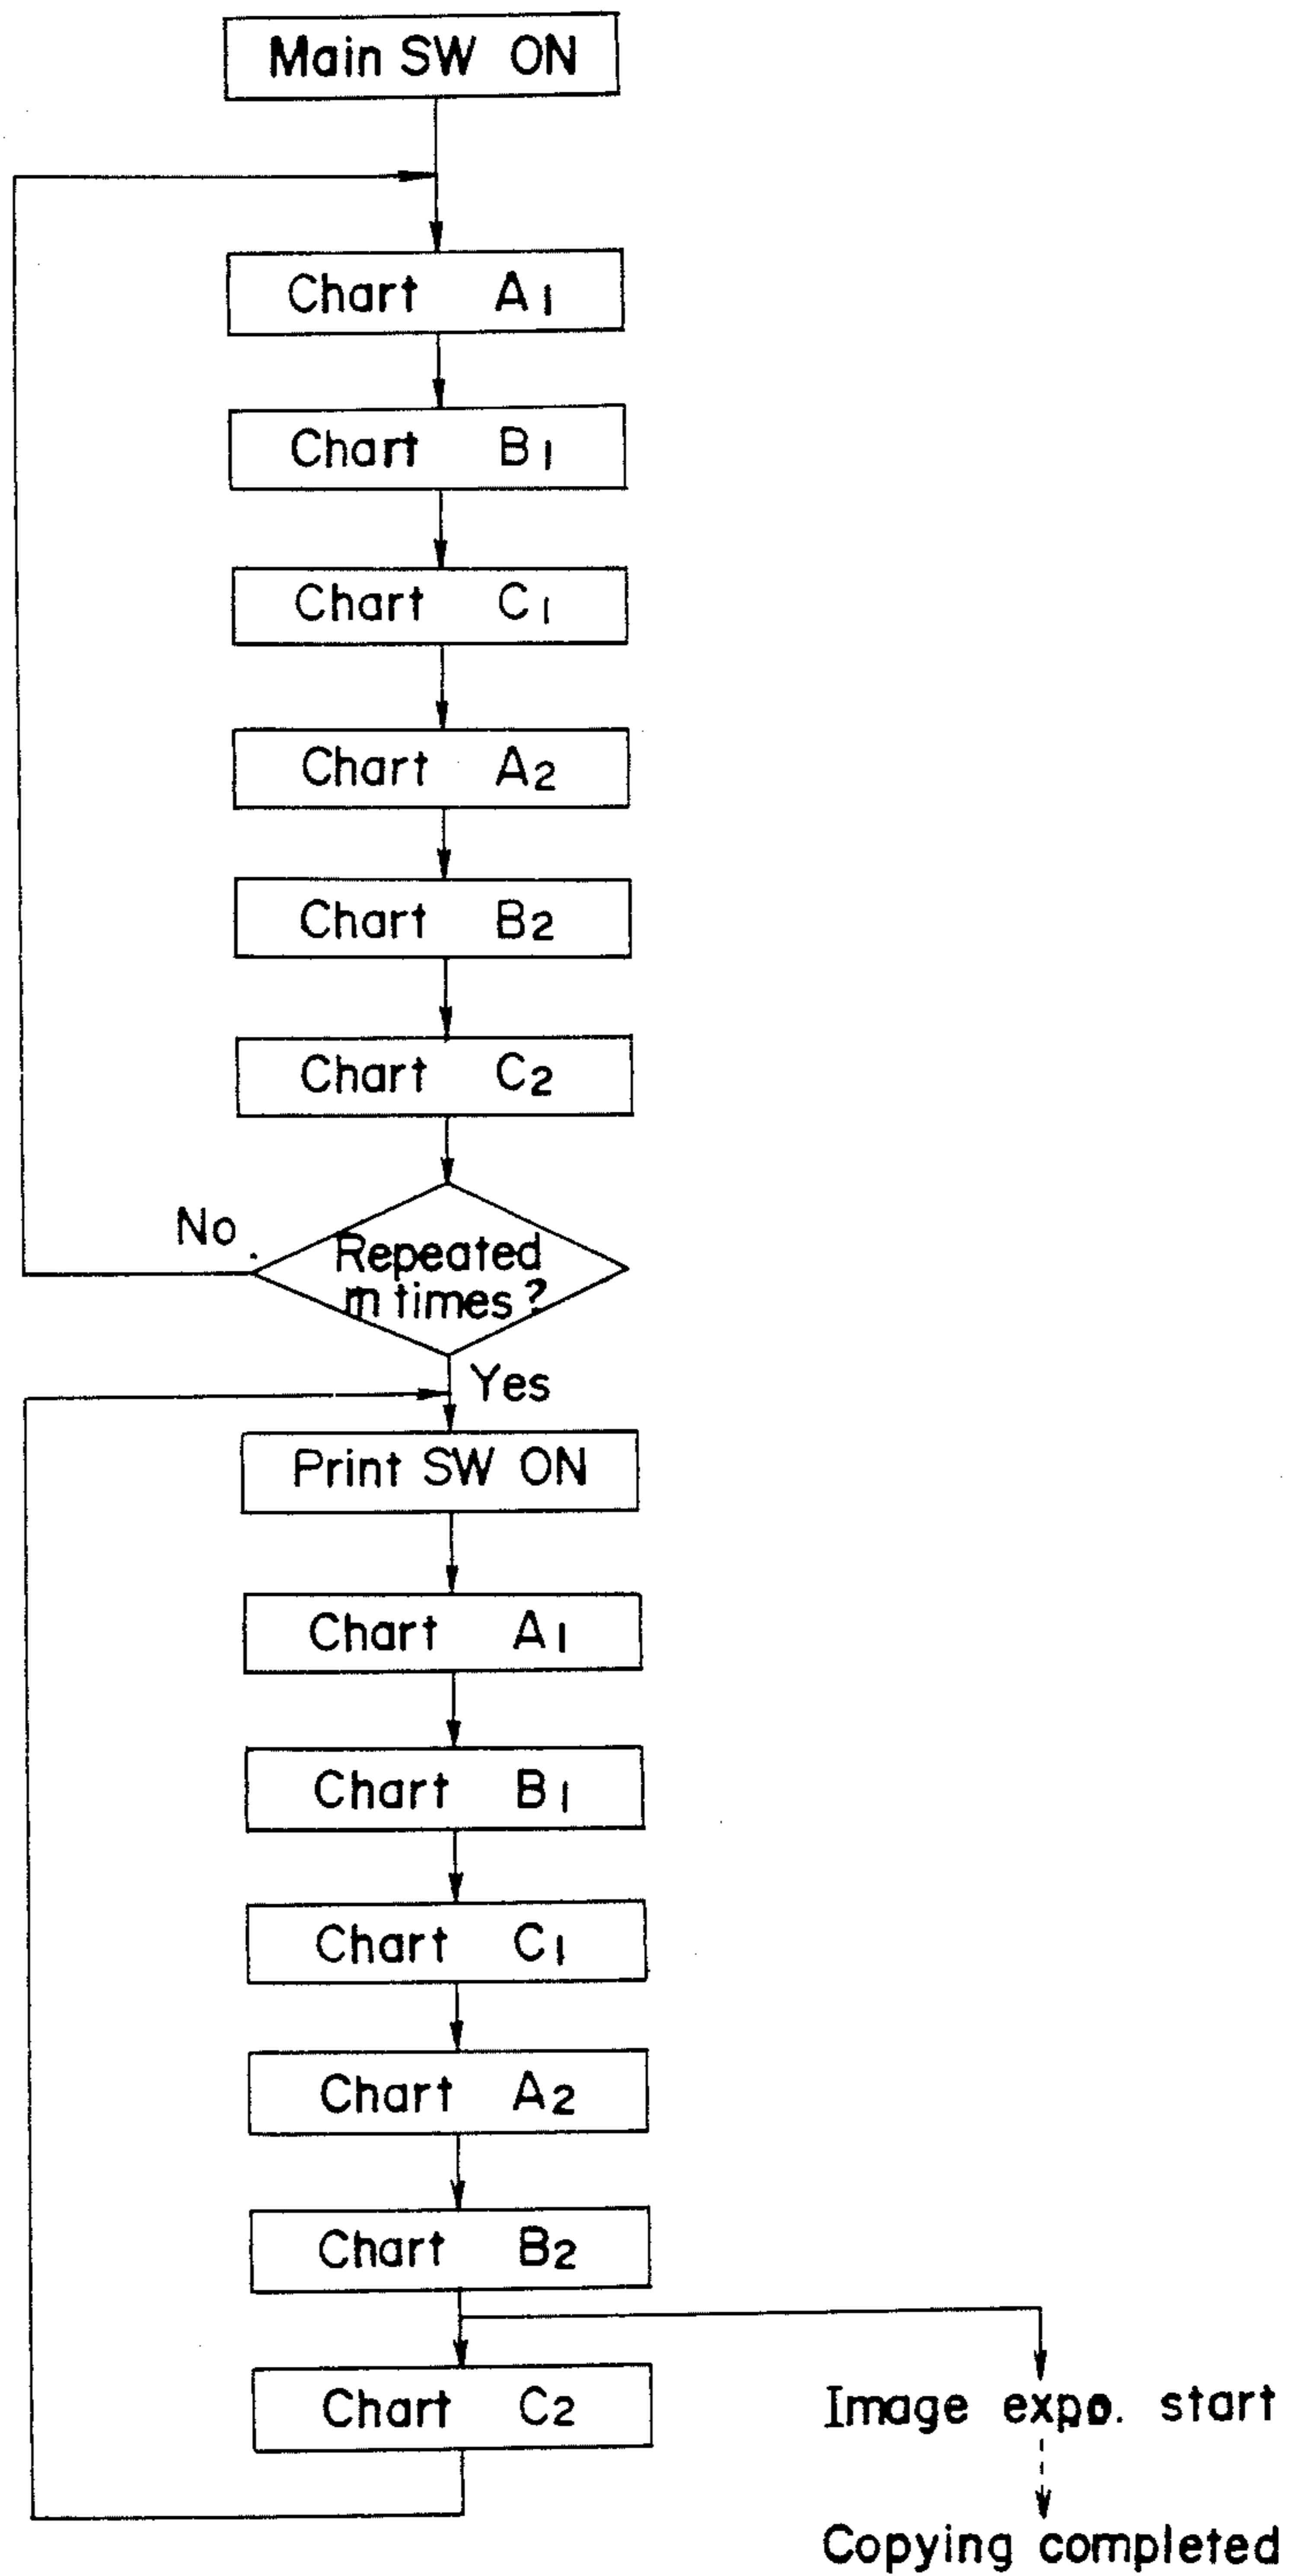 Main SW ON
Chart A1
Chart B1
Chart C1
Chart A2
Chart B2
Chart C2
No
Repeated
m times?
Yes
Print SW ON
Chart A1
Chart B1
Chart C1
Chart A2
Chart B2
Chart C2
Image expo. start
Copying completed